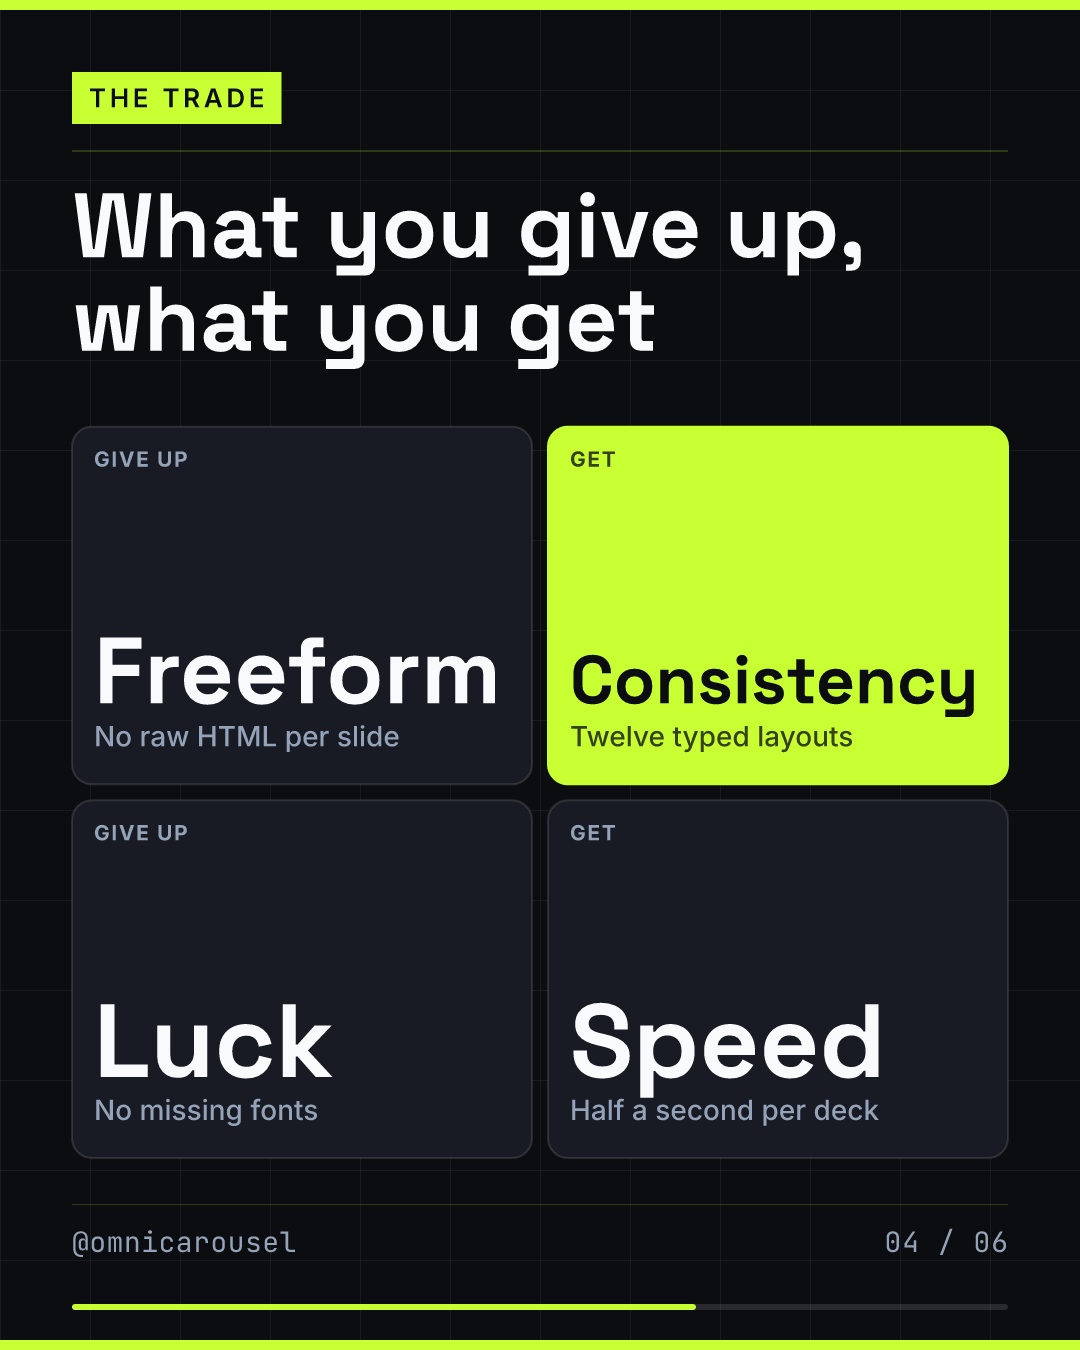 THE TRADE
What you give up,
what you get
GIVE UP
Freeform
No raw HTML per slide
GET
Consistency
Twelve typed layouts
GIVE UP
Luck
No missing fonts
GET
Speed
Half a second per deck
@omnicarousel
04 / 06